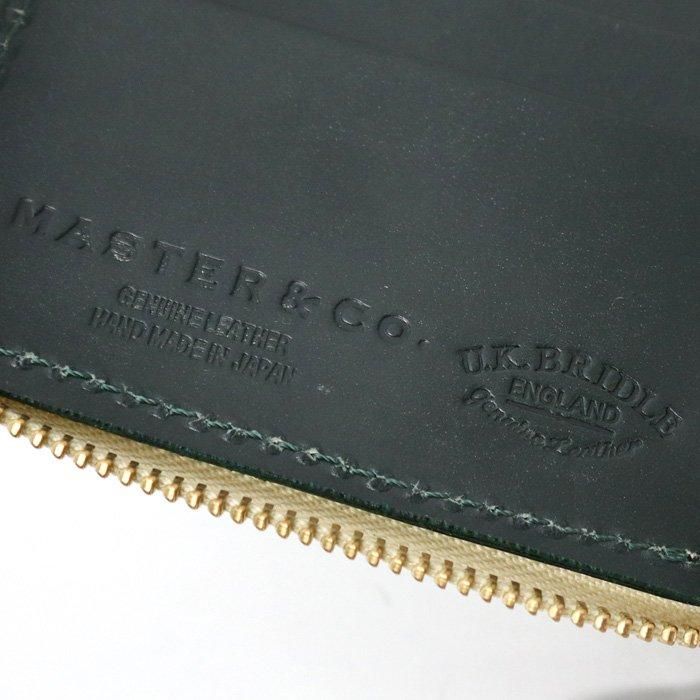 MASTER & CO.
GENUINE LEATHER
HAND MADE IN JAPAN
U.K. BRIDLE
ENGLAND
Genuine Leather